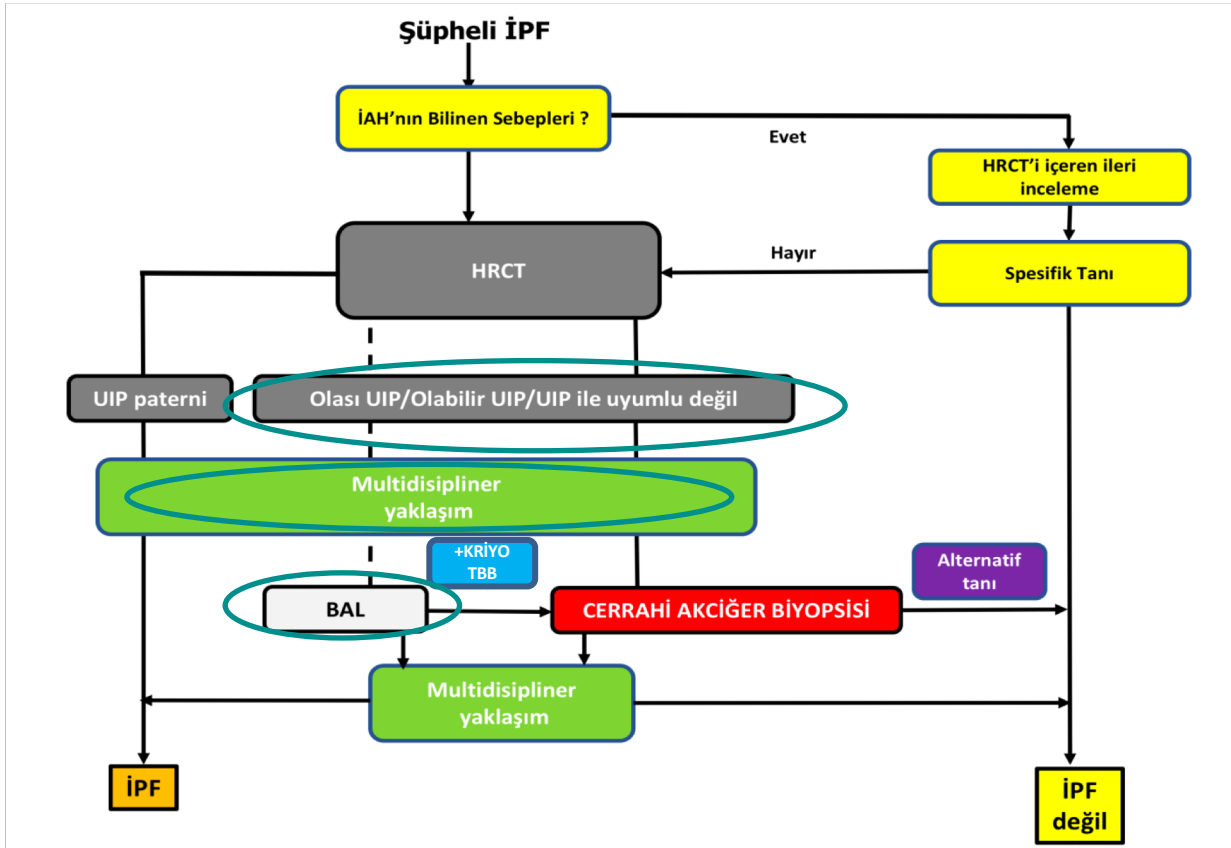 Şüpheli İPF
İAH'nın Bilinen Sebepleri ?
Evet
HRCT'i içeren ileri
inceleme
HRCT
Hayır
Spesifik Tanı
UIP paterni
Olası UIP/Olabilir UIP/UIP ile uyumlu değil
Multidisipliner
yaklaşım
+KRİYO
TBB
Alternatif
tanı
BAL
CERRAHİ AKCİĞER BİYOPSİSİ
Multidisipliner
yaklaşım
İPF
İPF
değil